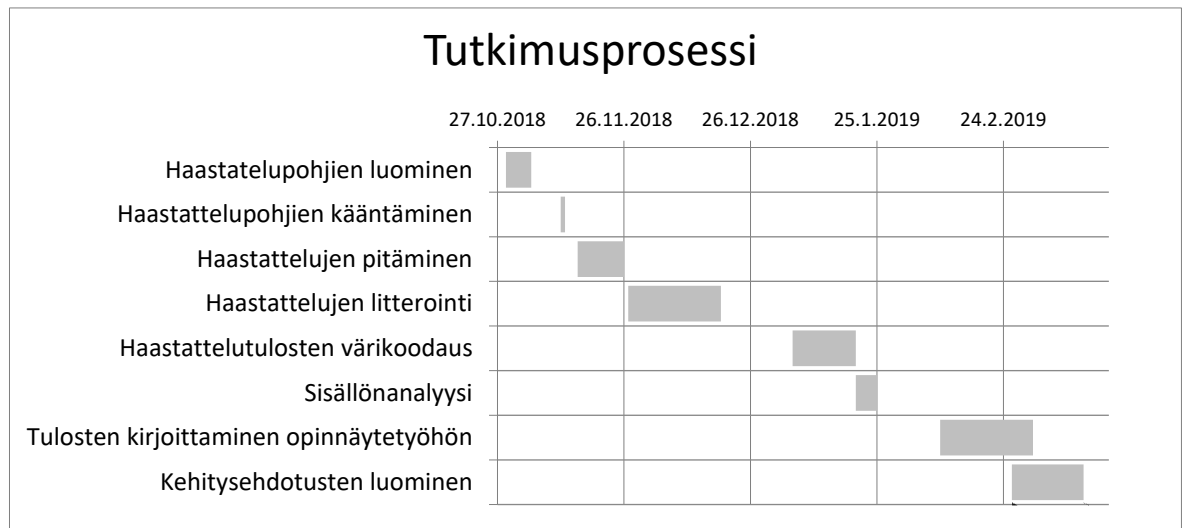 Tutkimusprosessi
27.10.2018 26.11.2018 26.12.2018 25.1.2019 24.2.2019
Haastatelupohjien luominen
Haastattelupohjien kääntäminen
Haastattelujen pitäminen
Haastattelujen litterointi
Haastattelutulosten värikoodaus
Sisällönanalyysi
Tulosten kirjoittaminen opinnäytetyöhön
Kehitysehdotusten luominen